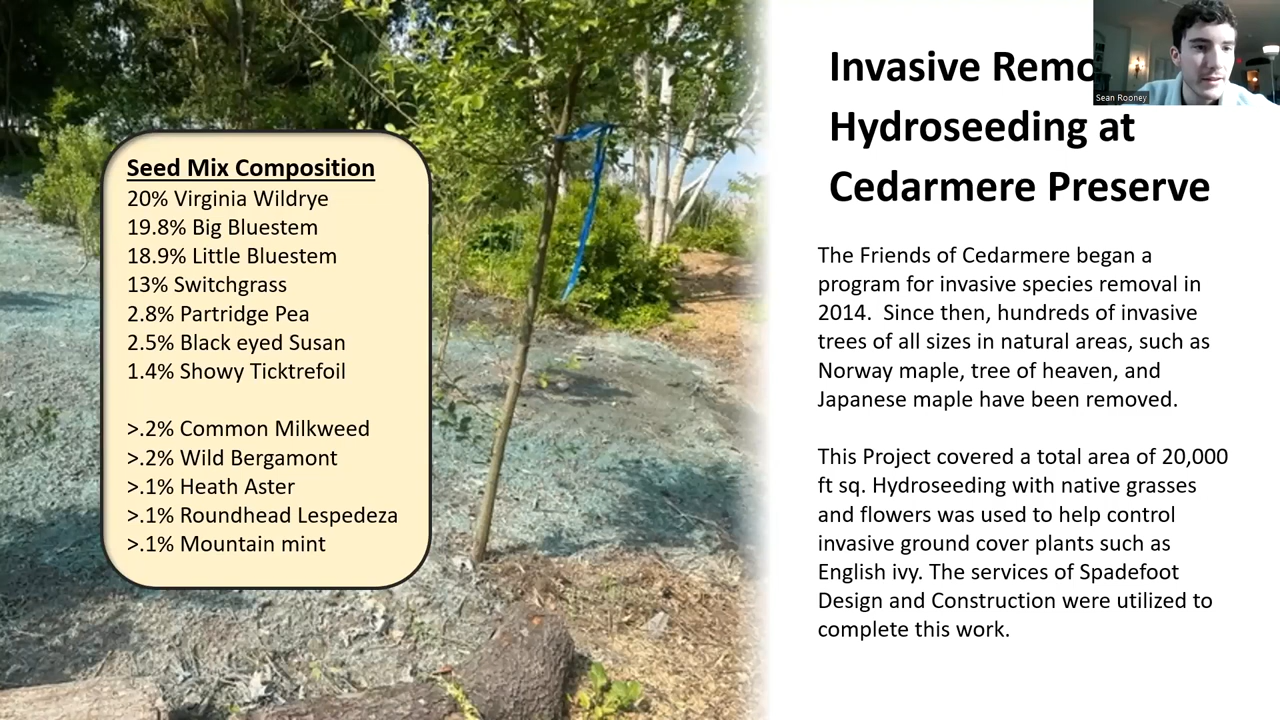 Seed Mix Composition
20% Virginia Wildrye
19.8% Big Bluestem
18.9% Little Bluestem
13% Switchgrass
2.8% Partridge Pea
2.5% Black eyed Susan
1.4% Showy Ticktrefoil
>.2% Common Milkweed
>.2% Wild Bergamont
>.1% Heath Aster
>.1% Roundhead Lespedeza
>.1% Mountain mint
Invasive Remo
Hydroseeding at
Cedarmere Preserve
The Friends of Cedarmere began a
program for invasive species removal in
2014.  Since then, hundreds of invasive
trees of all sizes in natural areas, such as
Norway maple, tree of heaven, and
Japanese maple have been removed.
This Project covered a total area of 20,000
ft sq. Hydroseeding with native grasses
and flowers was used to help control
invasive ground cover plants such as
English ivy. The services of Spadefoot
Design and Construction were utilized to
complete this work.
Sean Rooney